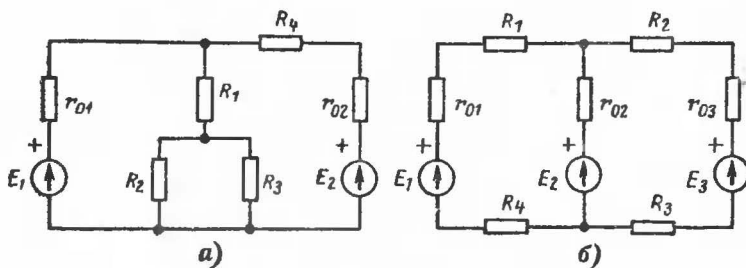 R4
R1 R2
r01 R1 r02 r01 r02 r03
+ + + + +
E1 R2 R3 E2 E1 E2 E3
R4 R3
а) б)